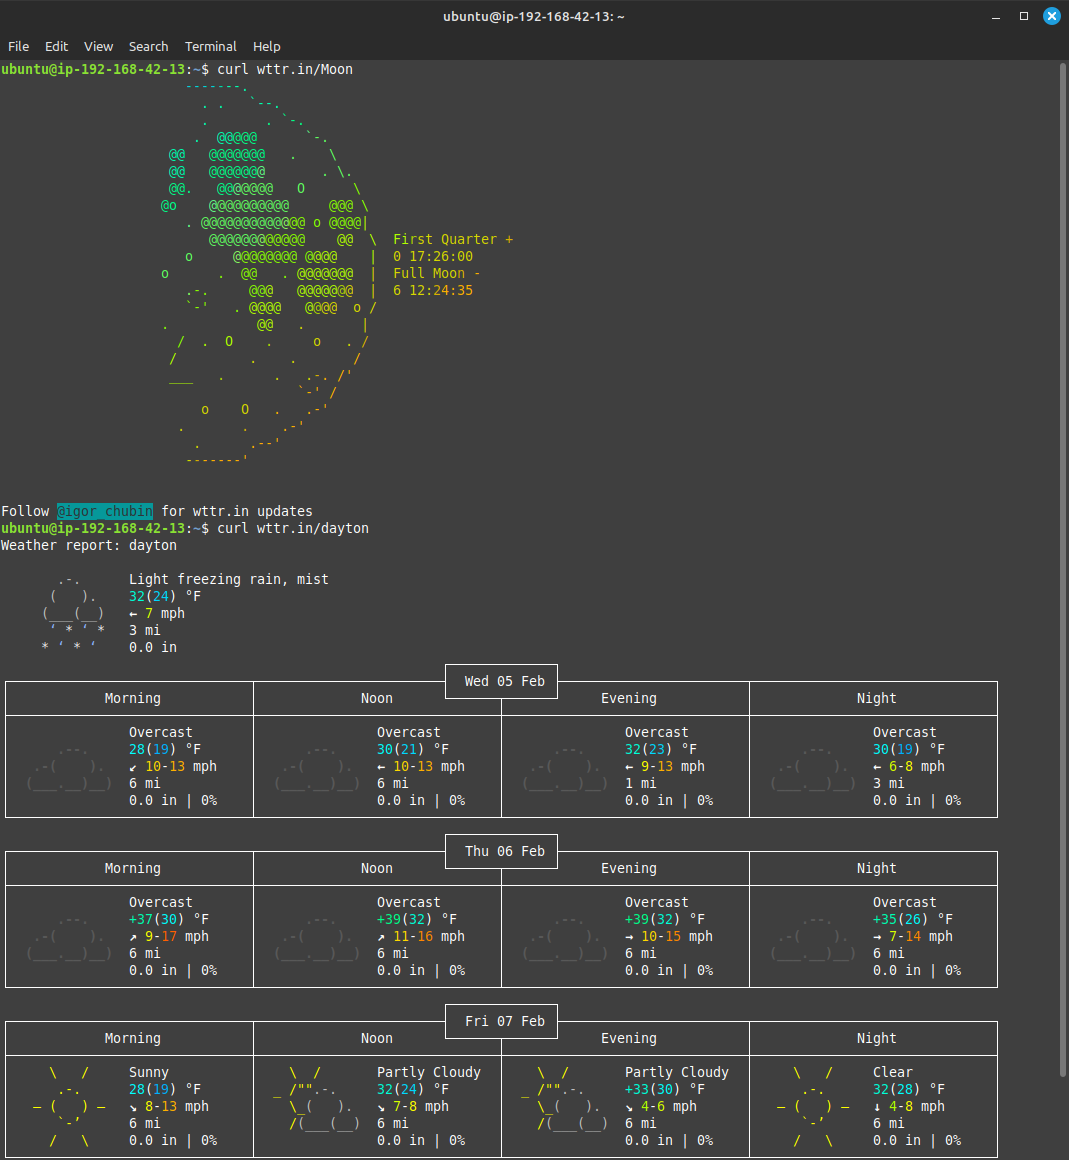 ubuntu@ip-192-168-42-13: ~
File Edit View Search Terminal Help
ubuntu@ip-192-168-42-13:~$ curl wttr.in/Moon
First Quarter +
0 17:26:00
Full Moon -
6 12:24:35
Follow @igor_chubin for wttr.in updates
ubuntu@ip-192-168-42-13:~$ curl wttr.in/dayton
Weather report: dayton
Light freezing rain, mist
32(24) °F
← 7 mph
3 mi
0.0 in
Wed 05 Feb
Morning Noon Evening Night
Overcast Overcast Overcast Overcast
28(19) °F 30(21) °F 32(23) °F 30(19) °F
↙ 10-13 mph ← 10-13 mph ← 9-13 mph ← 6-8 mph
6 mi 6 mi 1 mi 3 mi
0.0 in | 0% 0.0 in | 0% 0.0 in | 0% 0.0 in | 0%
Thu 06 Feb
Morning Noon Evening Night
Overcast Overcast Overcast Overcast
+37(30) °F +39(32) °F +39(32) °F +35(26) °F
↗ 9-17 mph ↗ 11-16 mph → 10-15 mph → 7-14 mph
6 mi 6 mi 6 mi 6 mi
0.0 in | 0% 0.0 in | 0% 0.0 in | 0% 0.0 in | 0%
Fri 07 Feb
Morning Noon Evening Night
Sunny Partly Cloudy Partly Cloudy Clear
28(19) °F 32(24) °F +33(30) °F 32(28) °F
↘ 8-13 mph ↘ 7-8 mph ↘ 4-6 mph ↓ 4-8 mph
6 mi 6 mi 6 mi 6 mi
0.0 in | 0% 0.0 in | 0% 0.0 in | 0% 0.0 in | 0%